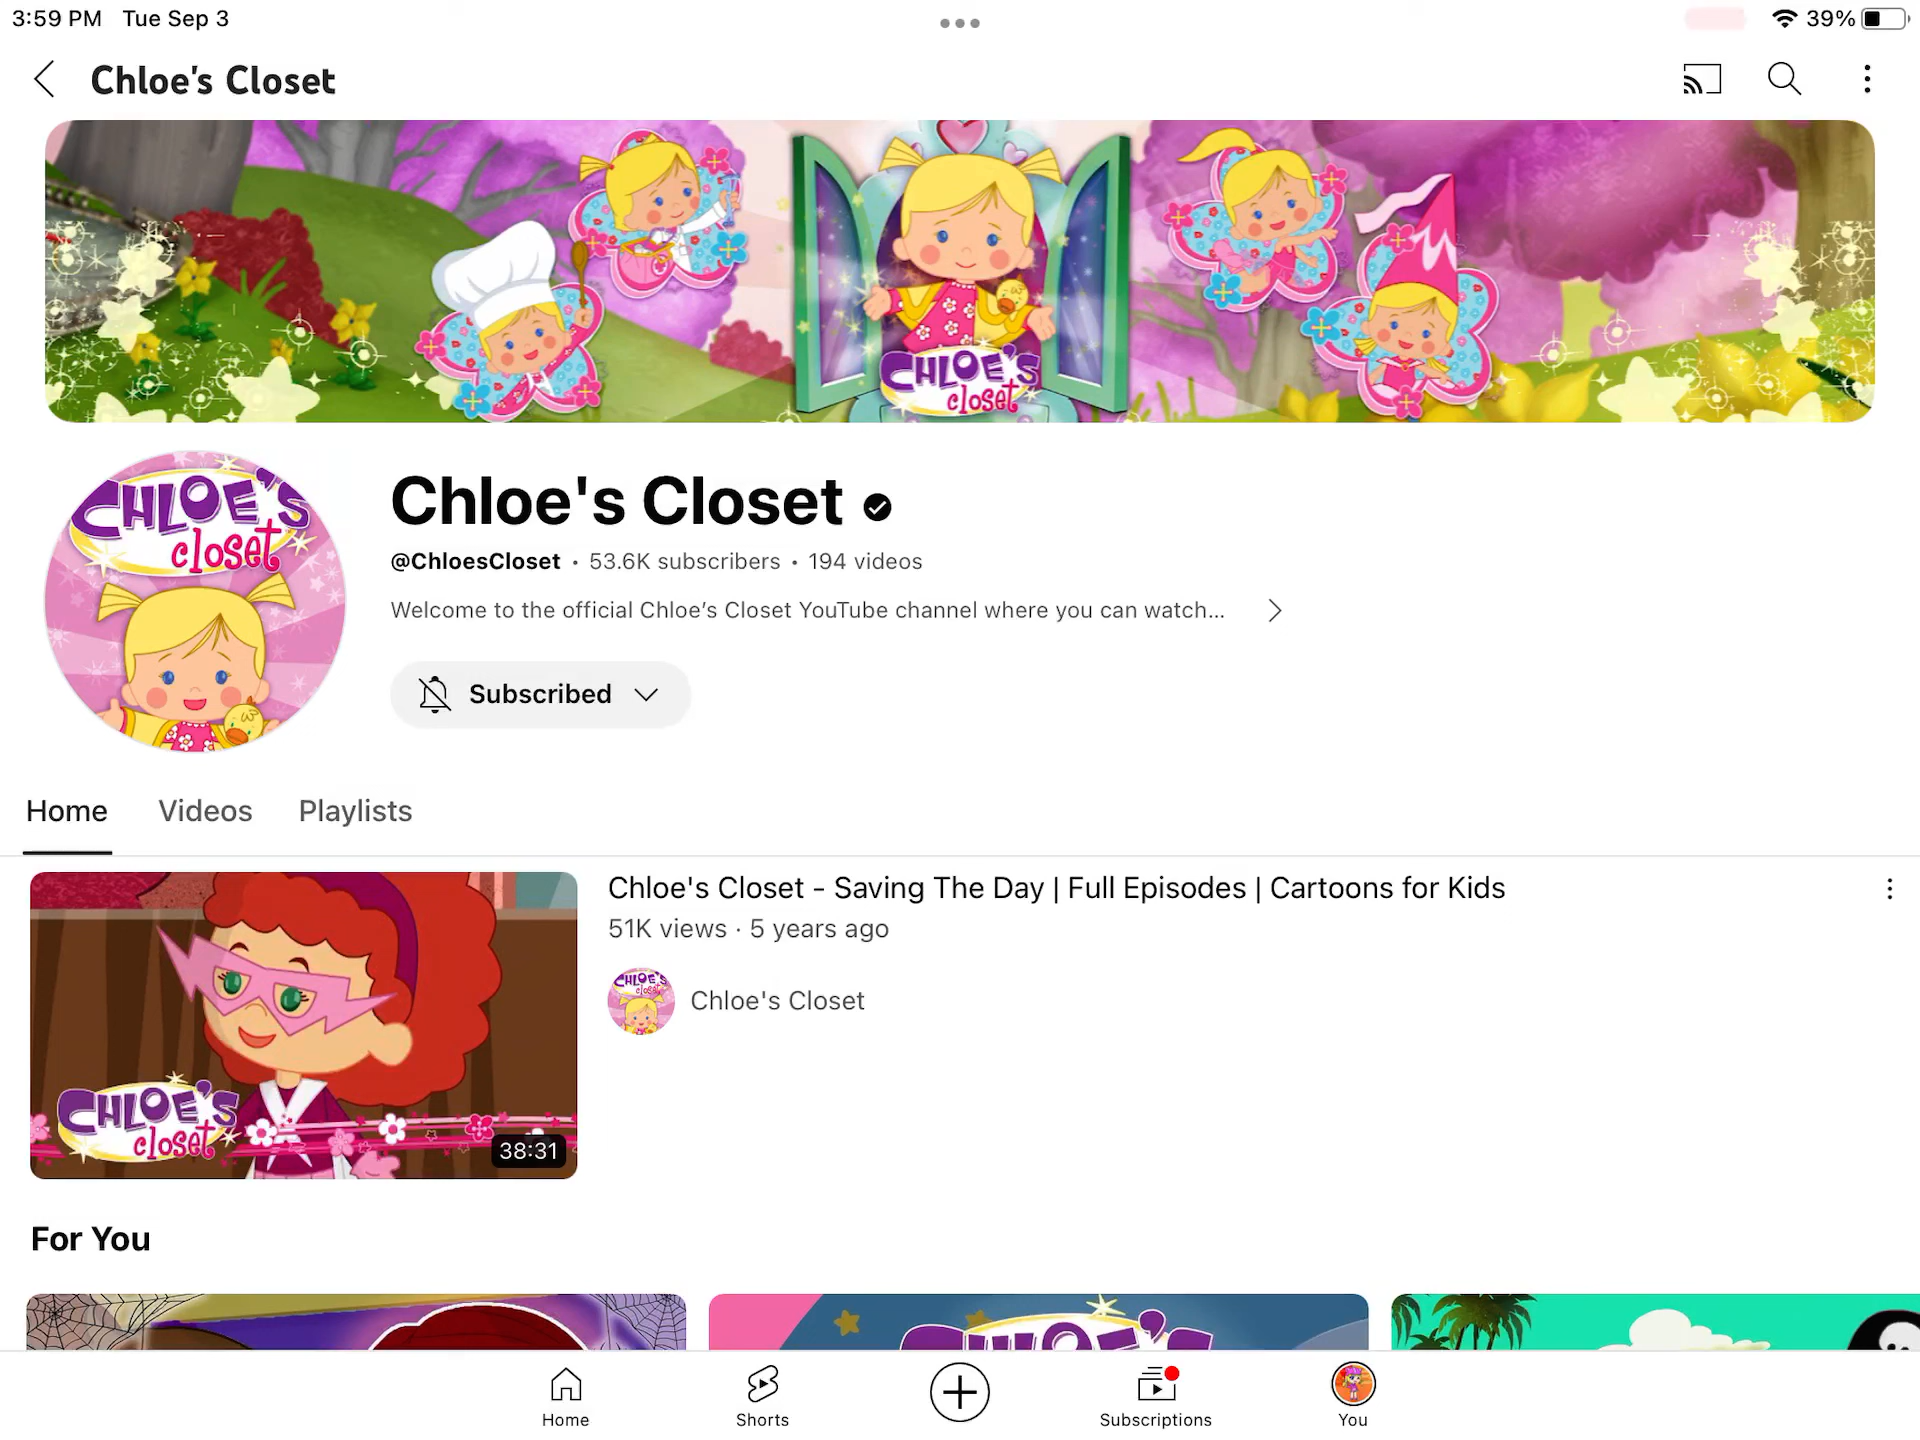 3:59 PM Tue Sep 3
39%
Chloe's Closet
CHLOE'S
closet
CHLOE'S
closet
Chloe's Closet
@ChloesCloset • 53.6K subscribers • 194 videos
Welcome to the official Chloe’s Closet YouTube channel where you can watch...
Subscribed
Home Videos Playlists
Chloe's Closet - Saving The Day | Full Episodes | Cartoons for Kids
51K views · 5 years ago
CHLOE'S
closet
Chloe's Closet
CHLOE'S
closet
38:31
For You
CHLOE'S
Home
Shorts
Subscriptions
You